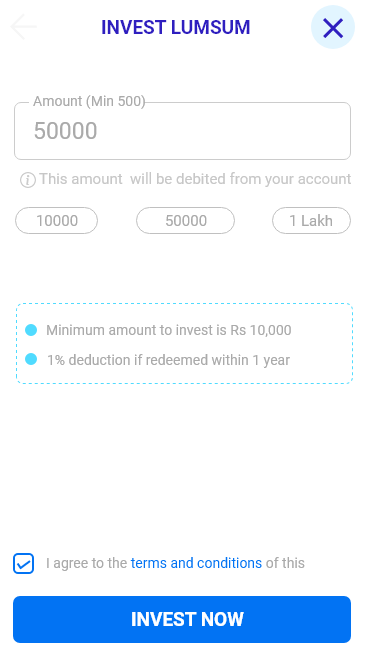 INVEST LUMSUM
Amount (Min 500)
50000
This amount will be debited from your account
10000 50000 1 Lakh
Minimum amount to invest is Rs 10,000
1% deduction if redeemed within 1 year
I agree to the terms and conditions of this
INVEST NOW